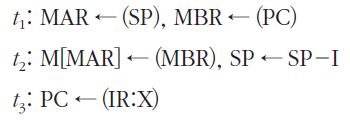 t₁: MAR ← (SP), MBR ← (PC)
t₂: M[MAR] ← (MBR), SP ← SP−I
t₃: PC ← (IR:X)